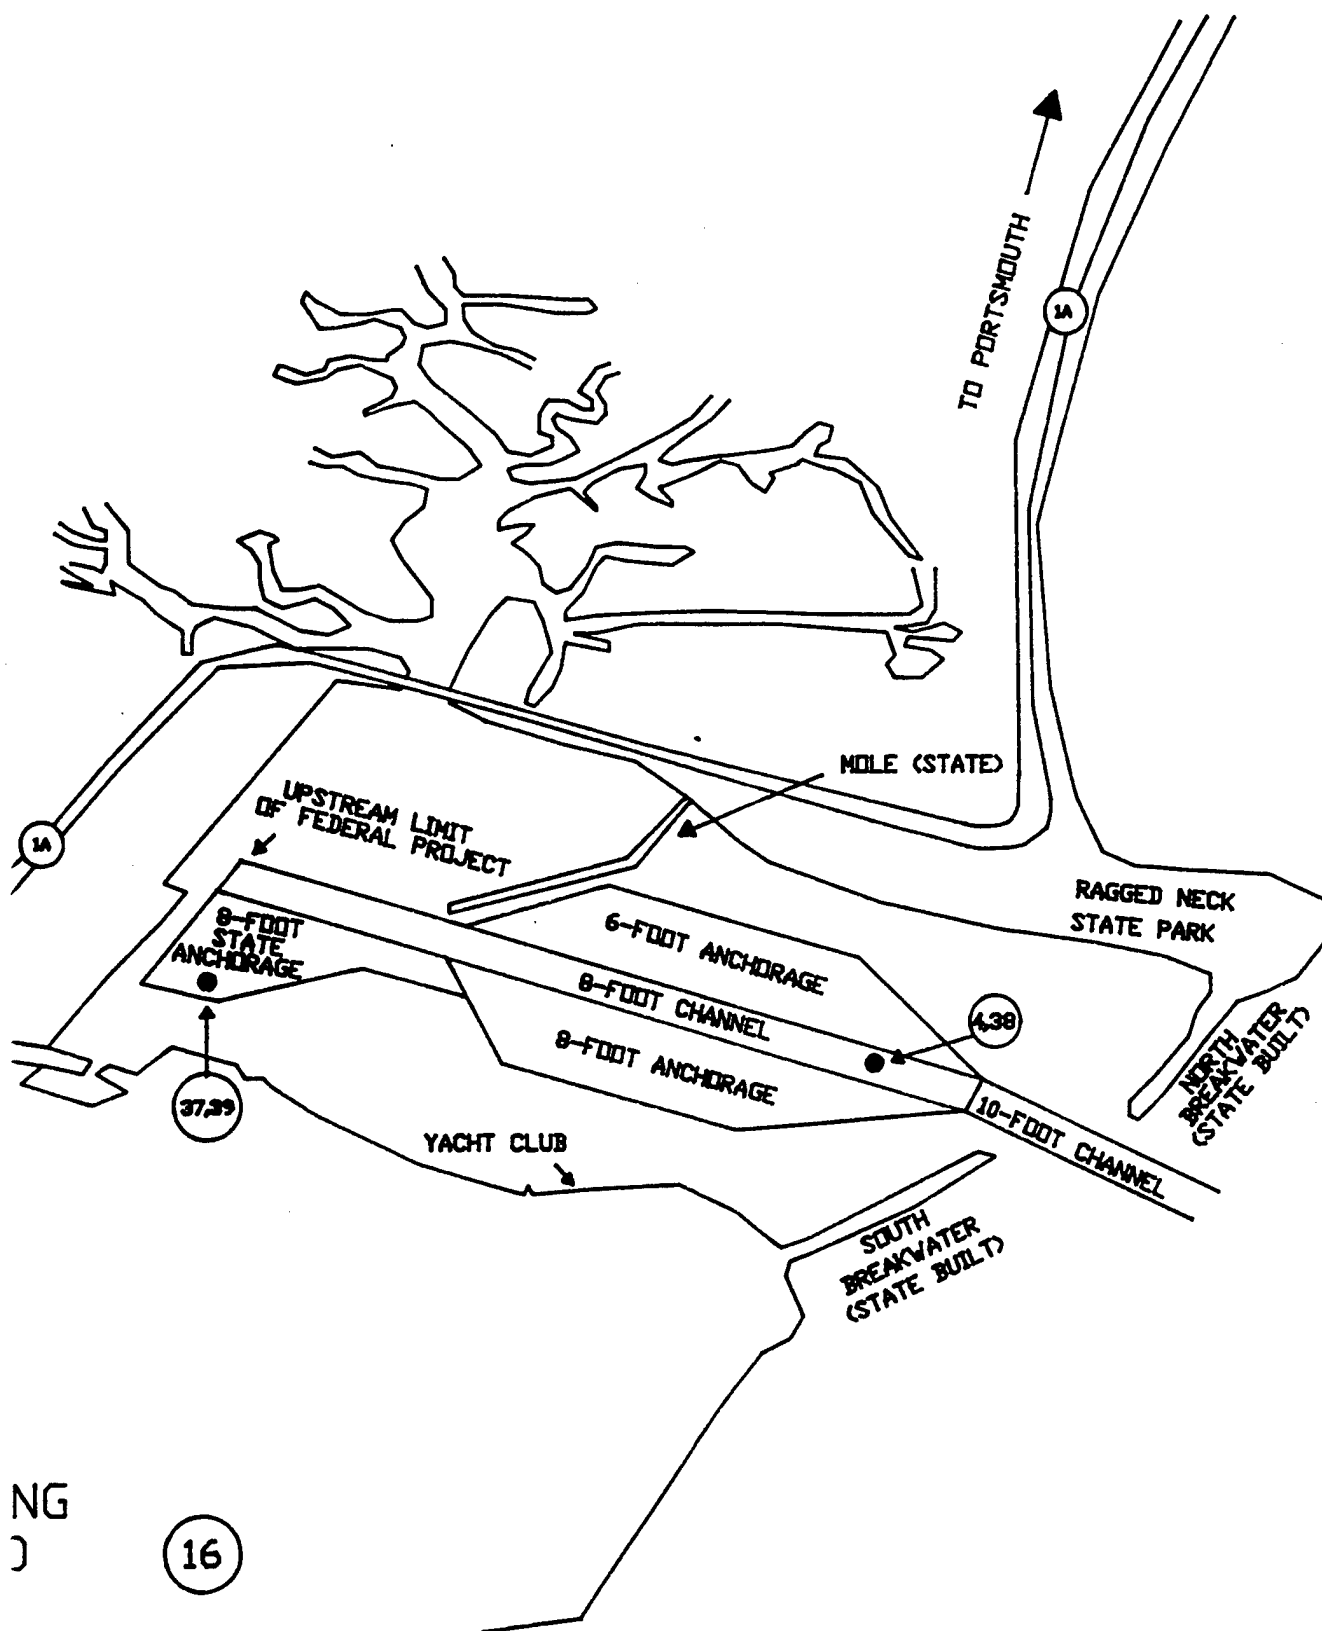 TO PORTSMOUTH
1A
MOLE (STATE)
UPSTREAM LIMIT
OF FEDERAL PROJECT
1A
RAGGED NECK
STATE PARK
8-FOOT
STATE
ANCHORAGE
6-FOOT ANCHORAGE
8-FOOT CHANNEL
8-FOOT ANCHORAGE
4,38
NORTH
BREAKWATER
(STATE BUILT)
37,39
10-FOOT CHANNEL
YACHT CLUB
SOUTH
BREAKWATER
(STATE BUILT)
NG
)
16